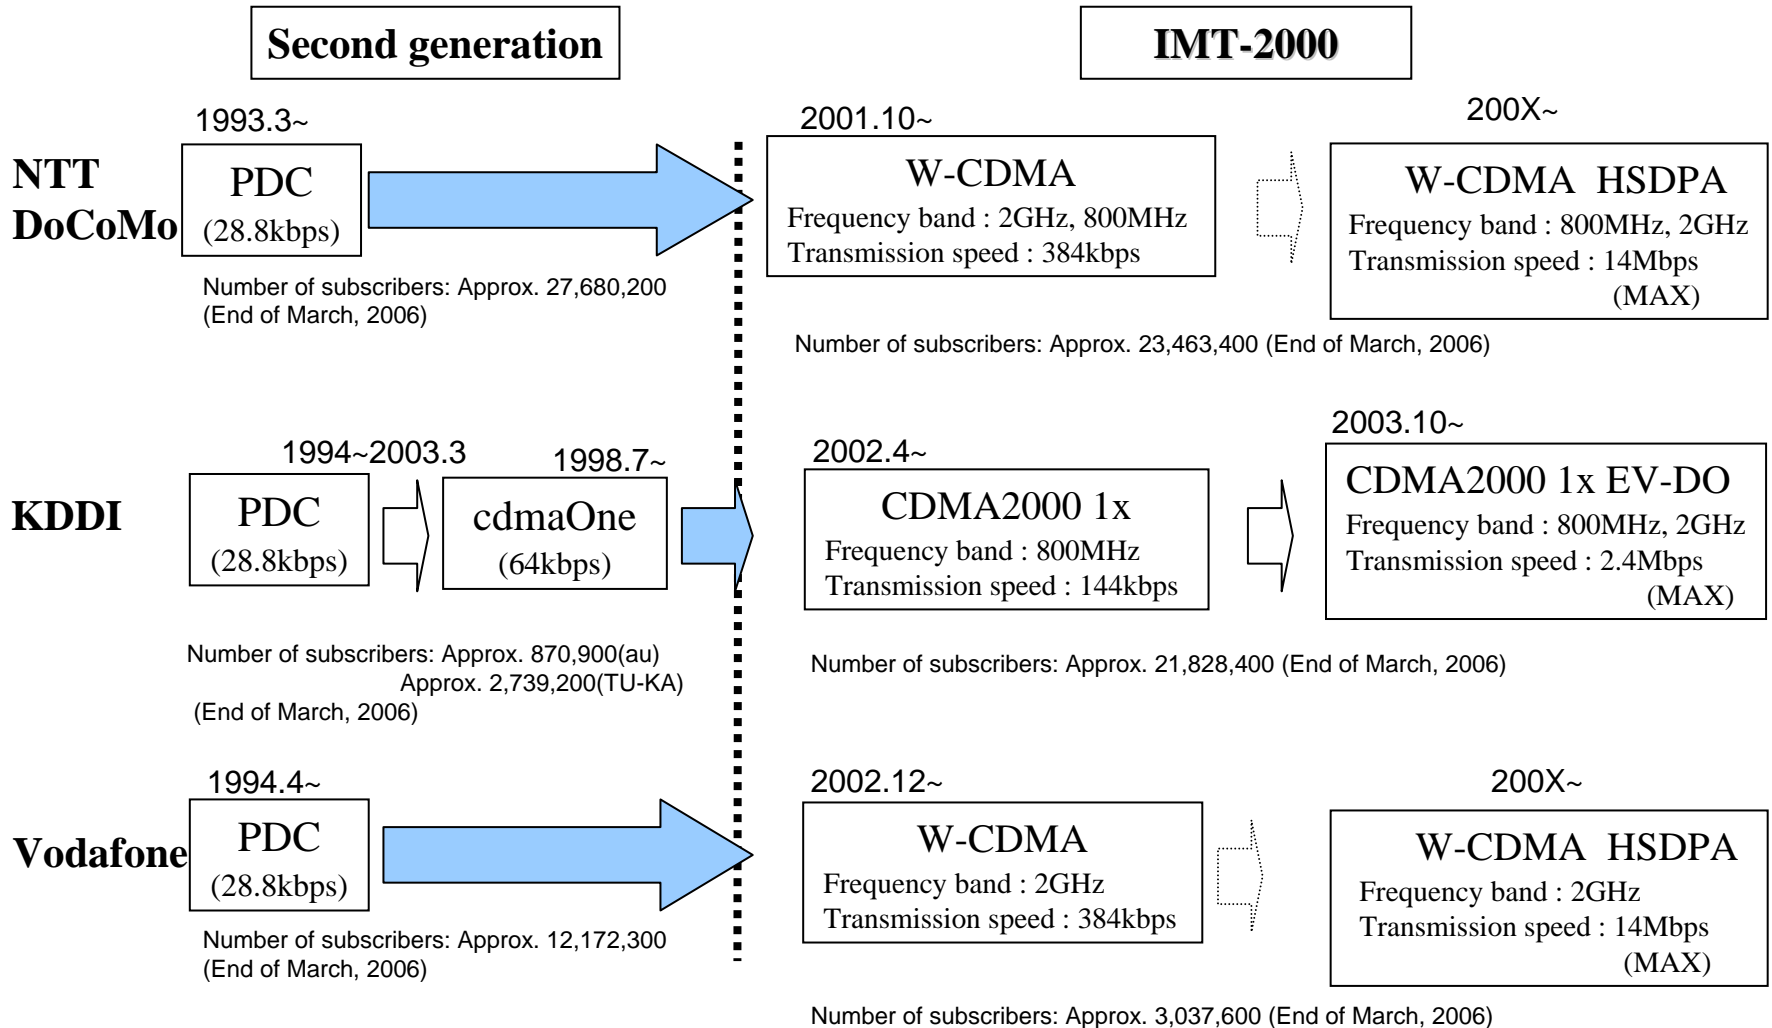 Second generation
IMT-2000
NTT
DoCoMo
1993.3~
PDC
(28.8kbps)
Number of subscribers: Approx. 27,680,200
(End of March, 2006)
2001.10~
W-CDMA
Frequency band : 2GHz, 800MHz
Transmission speed : 384kbps
200X~
W-CDMA HSDPA
Frequency band : 800MHz, 2GHz
Transmission speed : 14Mbps
(MAX)
Number of subscribers: Approx. 23,463,400 (End of March, 2006)
KDDI
1994~2003.3
PDC
(28.8kbps)
1998.7~
cdmaOne
(64kbps)
Number of subscribers: Approx. 870,900(au)
Approx. 2,739,200(TU-KA)
(End of March, 2006)
2002.4~
CDMA2000 1x
Frequency band : 800MHz
Transmission speed : 144kbps
2003.10~
CDMA2000 1x EV-DO
Frequency band : 800MHz, 2GHz
Transmission speed : 2.4Mbps
(MAX)
Number of subscribers: Approx. 21,828,400 (End of March, 2006)
Vodafone
1994.4~
PDC
(28.8kbps)
Number of subscribers: Approx. 12,172,300
(End of March, 2006)
2002.12~
W-CDMA
Frequency band : 2GHz
Transmission speed : 384kbps
200X~
W-CDMA HSDPA
Frequency band : 2GHz
Transmission speed : 14Mbps
(MAX)
Number of subscribers: Approx. 3,037,600 (End of March, 2006)